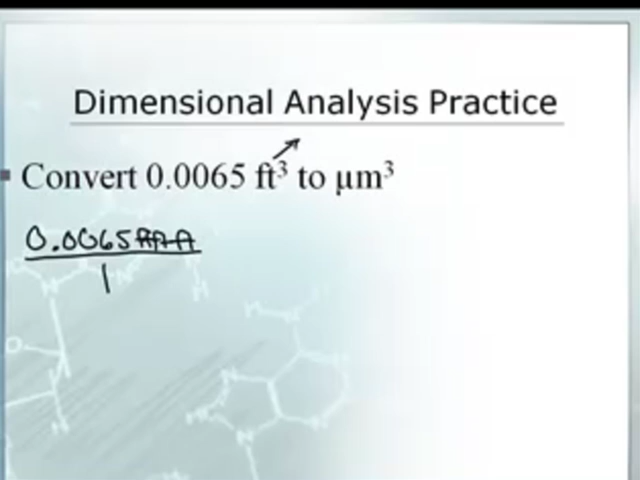 Dimensional Analysis Practice
Convert 0.0065 ft³ to µm³
0.0065
1